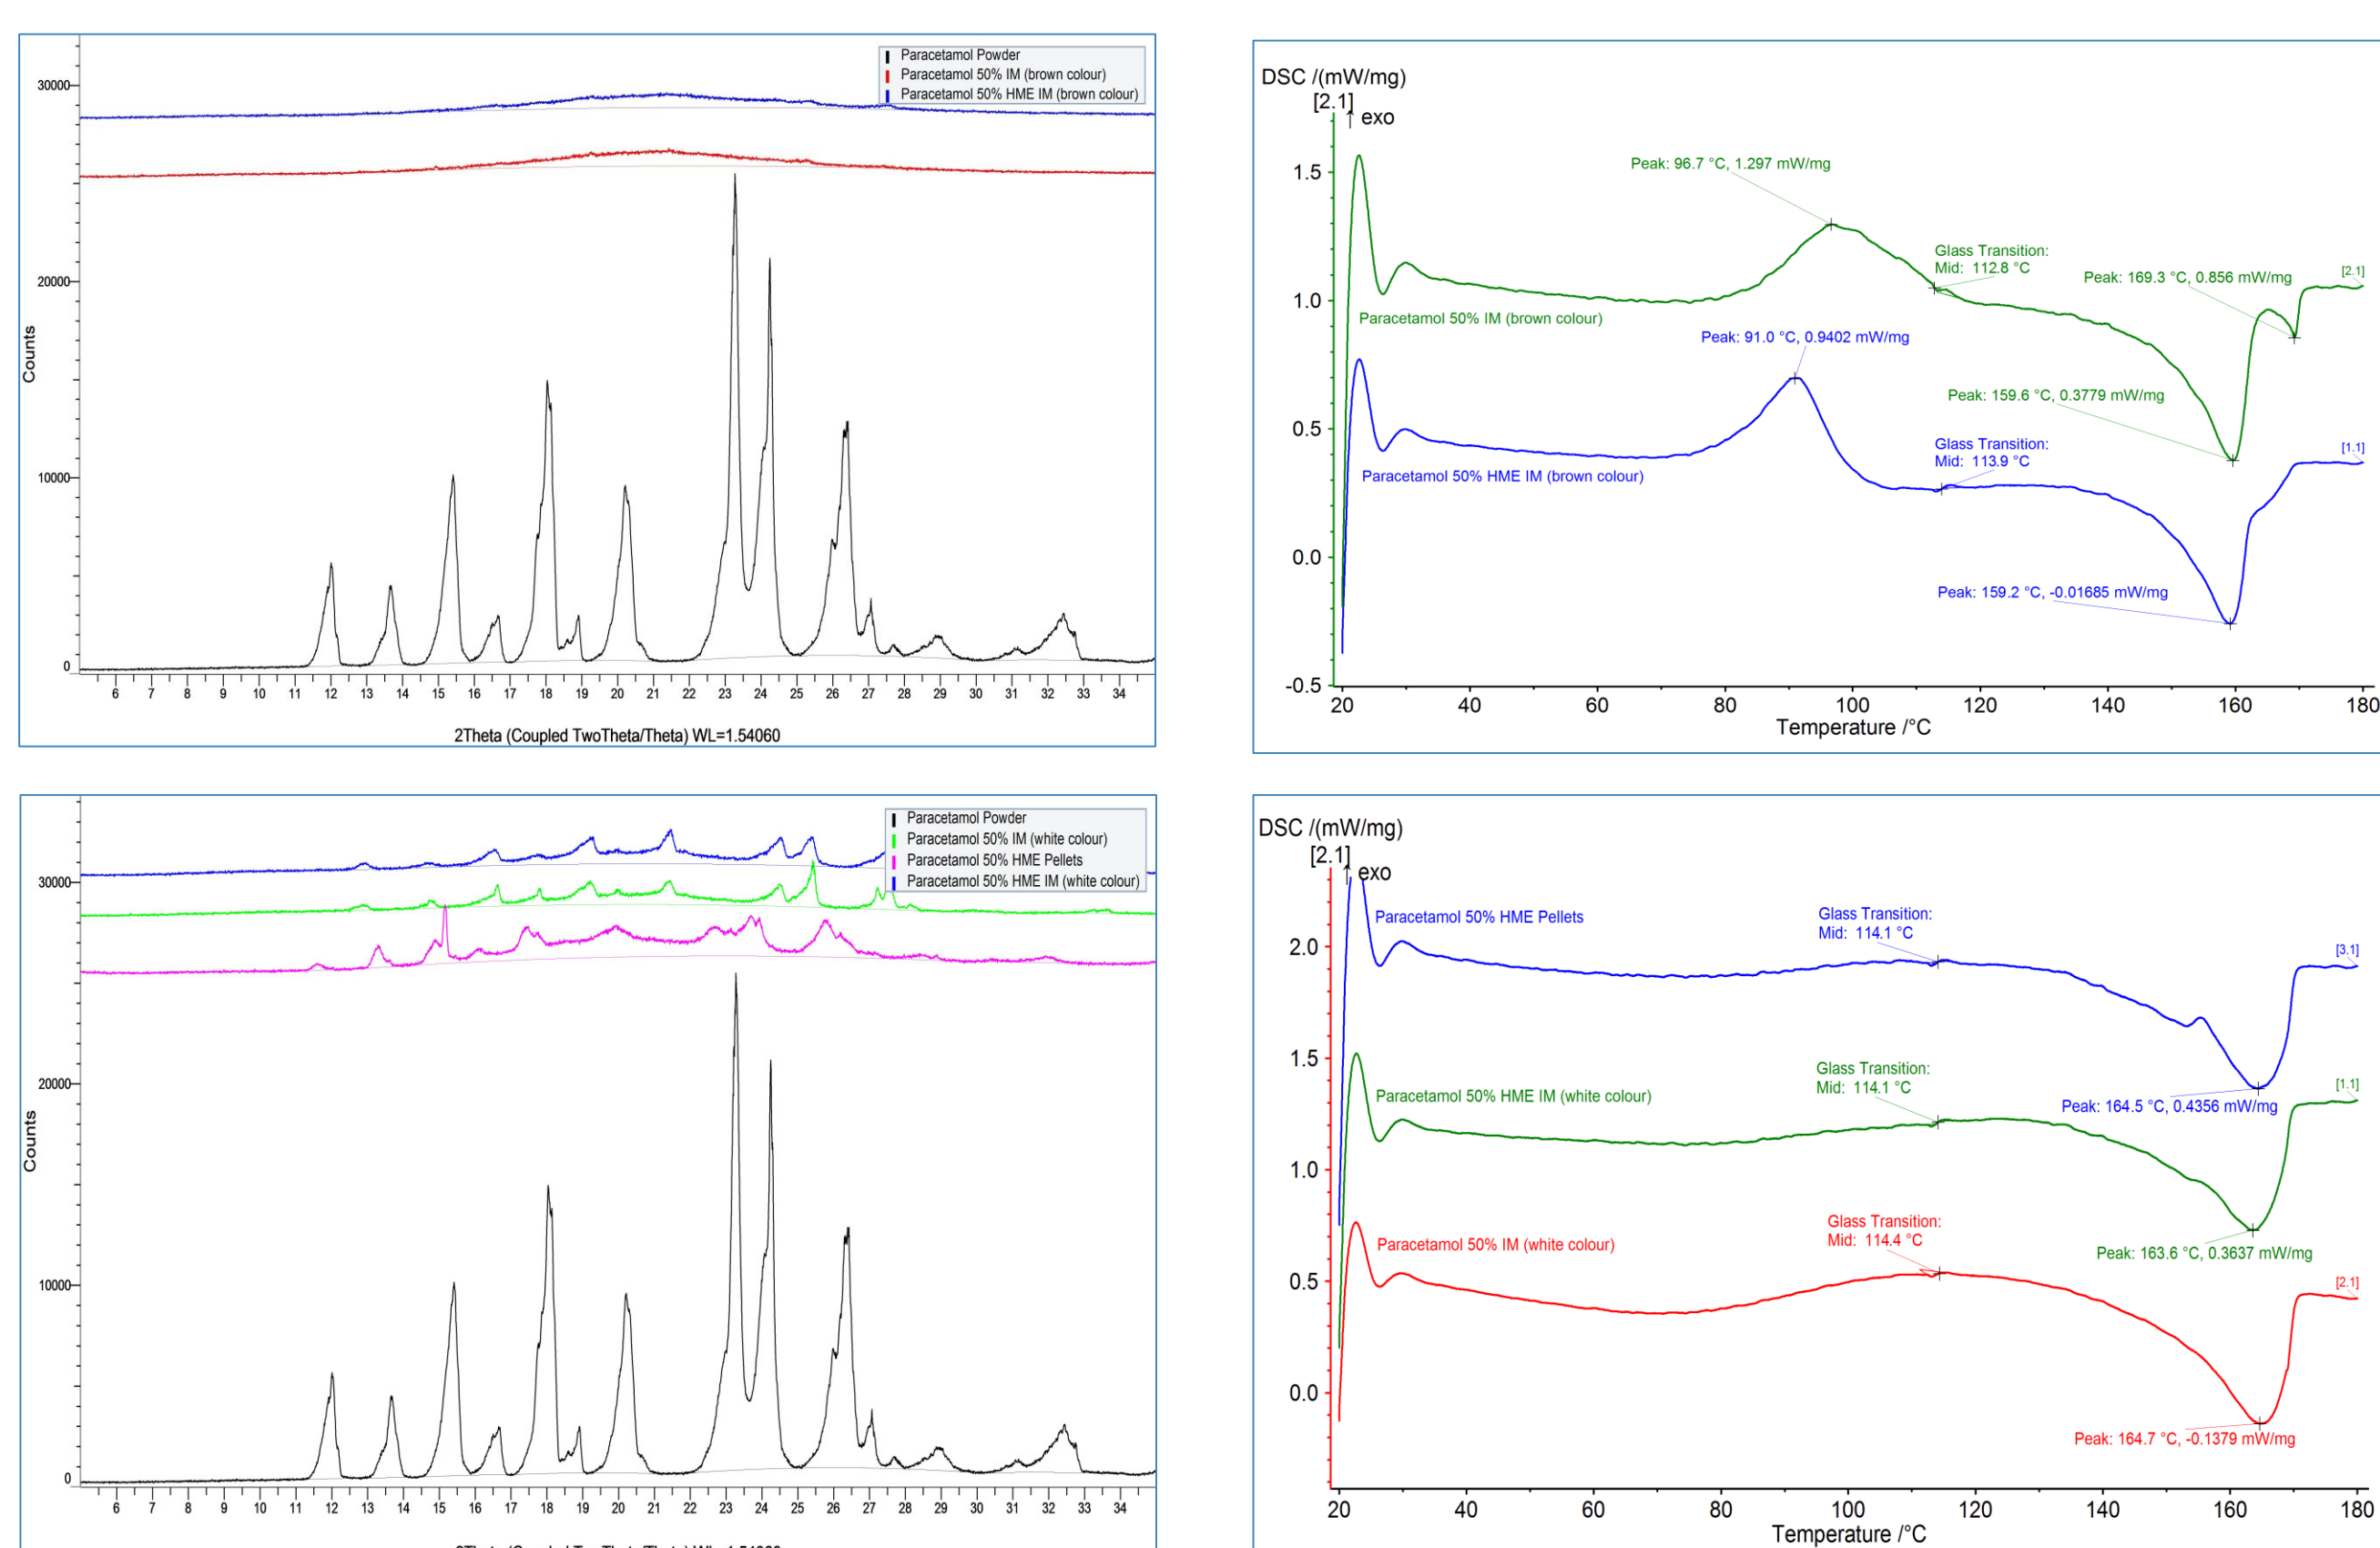 Paracetamol Powder
Paracetamol 50% IM (brown colour)
Paracetamol 50% HME IM (brown colour)
30000
20000
10000
0
Counts
6 7 8 9 10 11 12 13 14 15 16 17 18 19 20 21 22 23 24 25 26 27 28 29 30 31 32 33 34
2Theta (Coupled TwoTheta/Theta) WL=1.54060
DSC /(mW/mg)
[2.1]
↑ exo
1.5
1.0
0.5
0.0
-0.5
Peak: 96.7 °C, 1.297 mW/mg
Glass Transition:
Mid: 112.8 °C
Peak: 169.3 °C, 0.856 mW/mg
[2.1]
Paracetamol 50% IM (brown colour)
Peak: 91.0 °C, 0.9402 mW/mg
Peak: 159.6 °C, 0.3779 mW/mg
Glass Transition:
Mid: 113.9 °C
[1.1]
Paracetamol 50% HME IM (brown colour)
Peak: 159.2 °C, -0.01685 mW/mg
20 40 60 80 100 120 140 160 180
Temperature /°C
Paracetamol Powder
Paracetamol 50% IM (white colour)
Paracetamol 50% HME Pellets
Paracetamol 50% HME IM (white colour)
30000
20000
10000
0
Counts
6 7 8 9 10 11 12 13 14 15 16 17 18 19 20 21 22 23 24 25 26 27 28 29 30 31 32 33 34
DSC /(mW/mg)
[2.1]
↑ exo
2.0
1.5
1.0
0.5
0.0
Paracetamol 50% HME Pellets
Glass Transition:
Mid: 114.1 °C
[3.1]
Peak: 164.5 °C, 0.4356 mW/mg
Glass Transition:
Mid: 114.1 °C
[1.1]
Paracetamol 50% HME IM (white colour)
Peak: 163.6 °C, 0.3637 mW/mg
Glass Transition:
Mid: 114.4 °C
Paracetamol 50% IM (white colour)
[2.1]
Peak: 164.7 °C, -0.1379 mW/mg
20 40 60 80 100 120 140 160 180
Temperature /°C